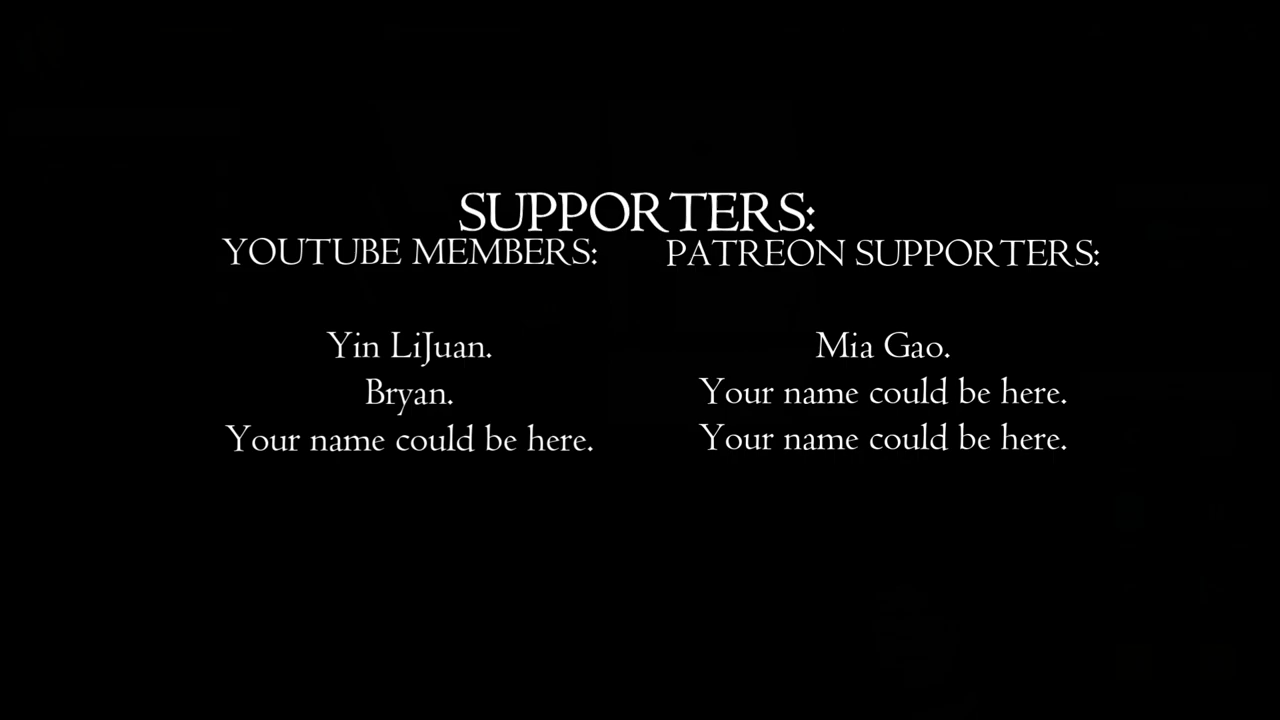 SUPPORTERS:
YOUTUBE MEMBERS:
Yin LiJuan.
Bryan.
Your name could be here.
PATREON SUPPORTERS:
Mia Gao.
Your name could be here.
Your name could be here.